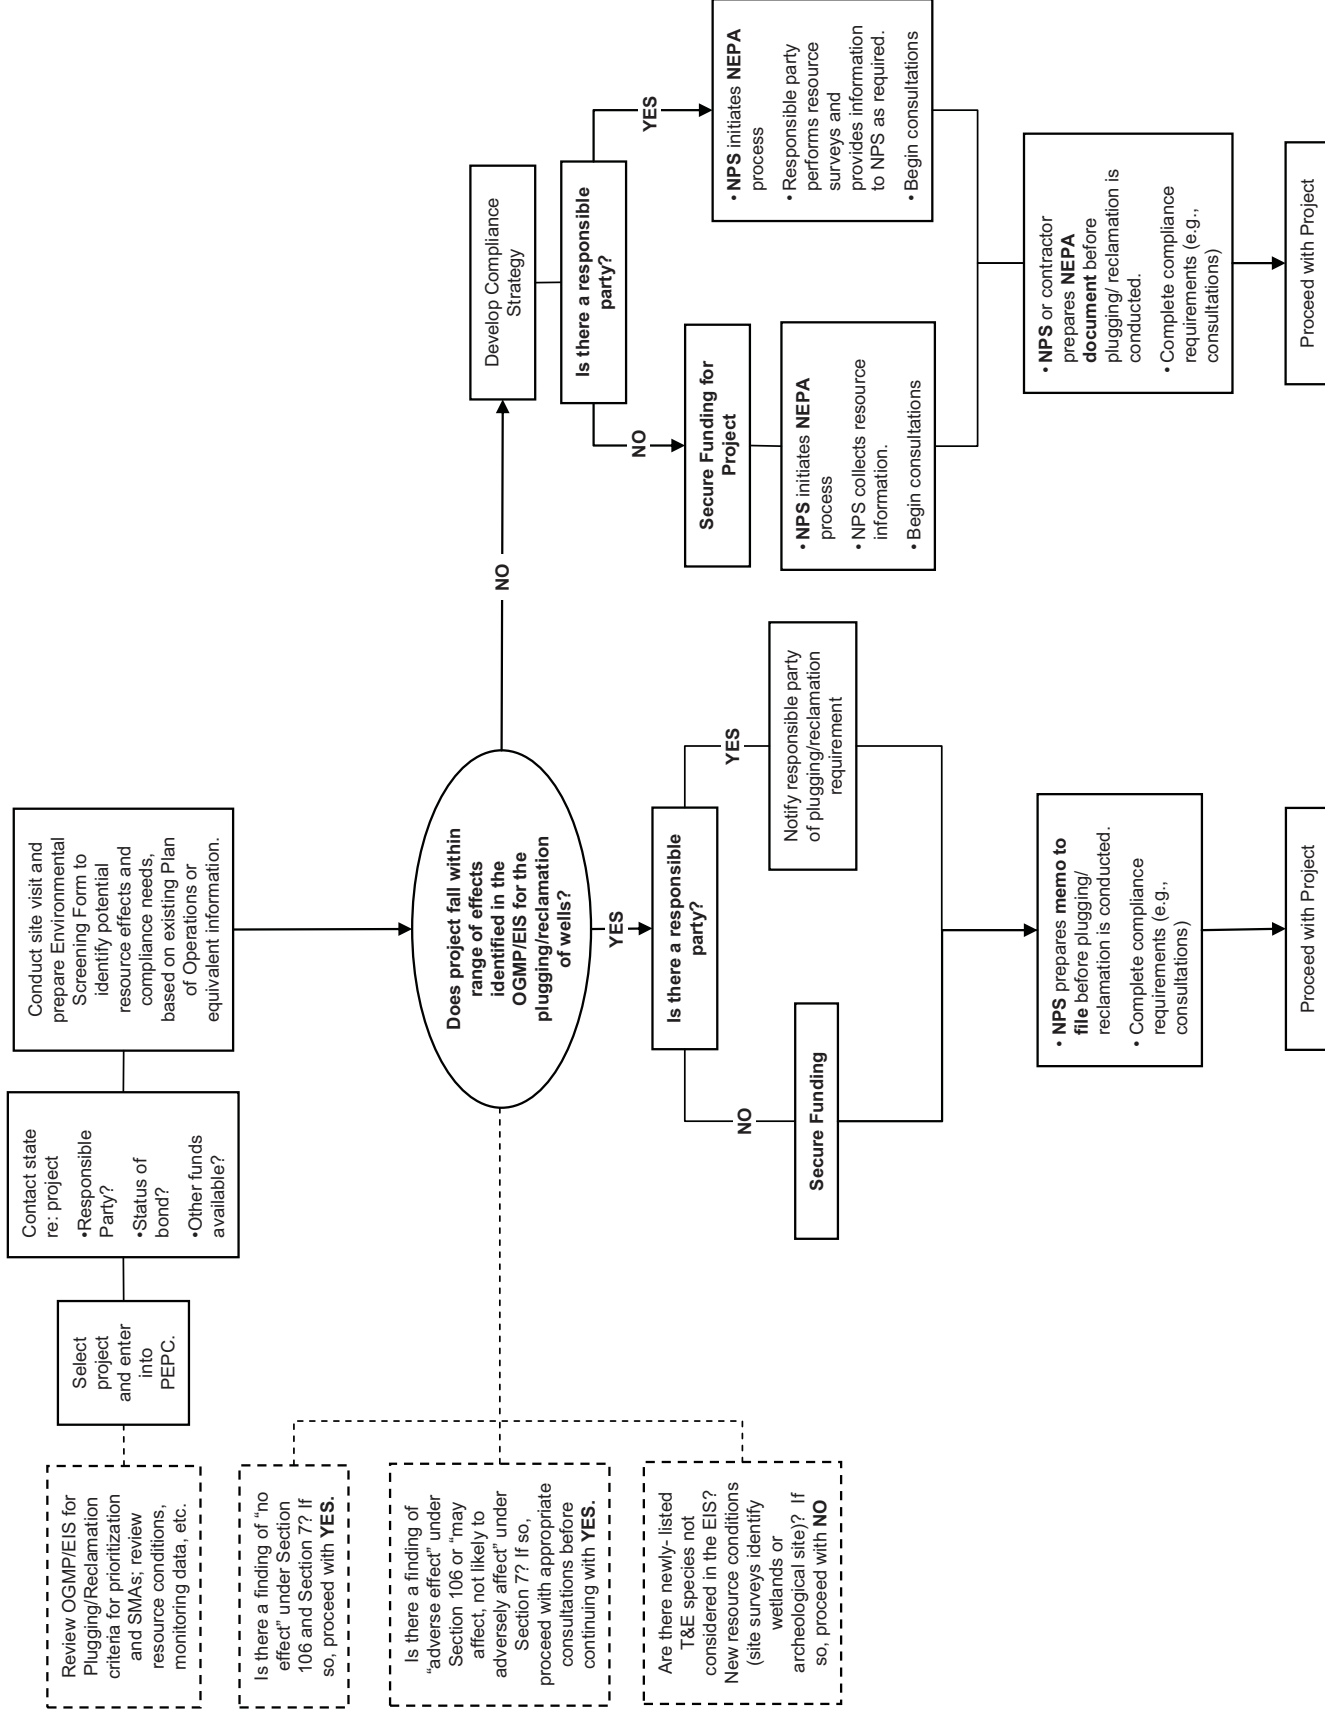 Review OGMP/EIS for
Plugging/Reclamation
criteria for prioritization
and SMAs; review
resource conditions,
monitoring data, etc.
Select
project
and enter
into
PEPC.
Contact state
re: project
•Responsible
Party?
•Status of
bond?
•Other funds
available?
Conduct site visit and
prepare Environmental
Screening Form to
identify potential
resource effects and
compliance needs,
based on existing Plan
of Operations or
equivalent information.
Is there a finding of "no
effect" under Section
106 and Section 7? If
so, proceed with YES.
Is there a finding of
"adverse effect" under
Section 106 or "may
affect, not likely to
adversely affect" under
Section 7? If so,
proceed with appropriate
consultations before
continuing with YES.
Are there newly- listed
T&E species not
considered in the EIS?
New resource conditions
(site surveys identify
wetlands or
archeological site)? If
so, proceed with NO
Does project fall within
range of effects
identified in the
OGMP/EIS for the
plugging/reclamation
of wells?
YES
NO
Is there a responsible
party?
NO
YES
Secure Funding
Notify responsible party
of plugging/reclamation
requirement
• NPS prepares memo to
file before plugging/
reclamation is conducted.
• Complete compliance
requirements (e.g.,
consultations)
Proceed with Project
Develop Compliance
Strategy
Is there a responsible
party?
NO
YES
Secure Funding for
Project
• NPS initiates NEPA
process
• NPS collects resource
information.
• Begin consultations
• NPS initiates NEPA
process
• Responsible party
performs resource
surveys and
provides information
to NPS as required.
• Begin consultations
• NPS or contractor
prepares NEPA
document before
plugging/ reclamation is
conducted.
• Complete compliance
requirements (e.g.,
consultations)
Proceed with Project